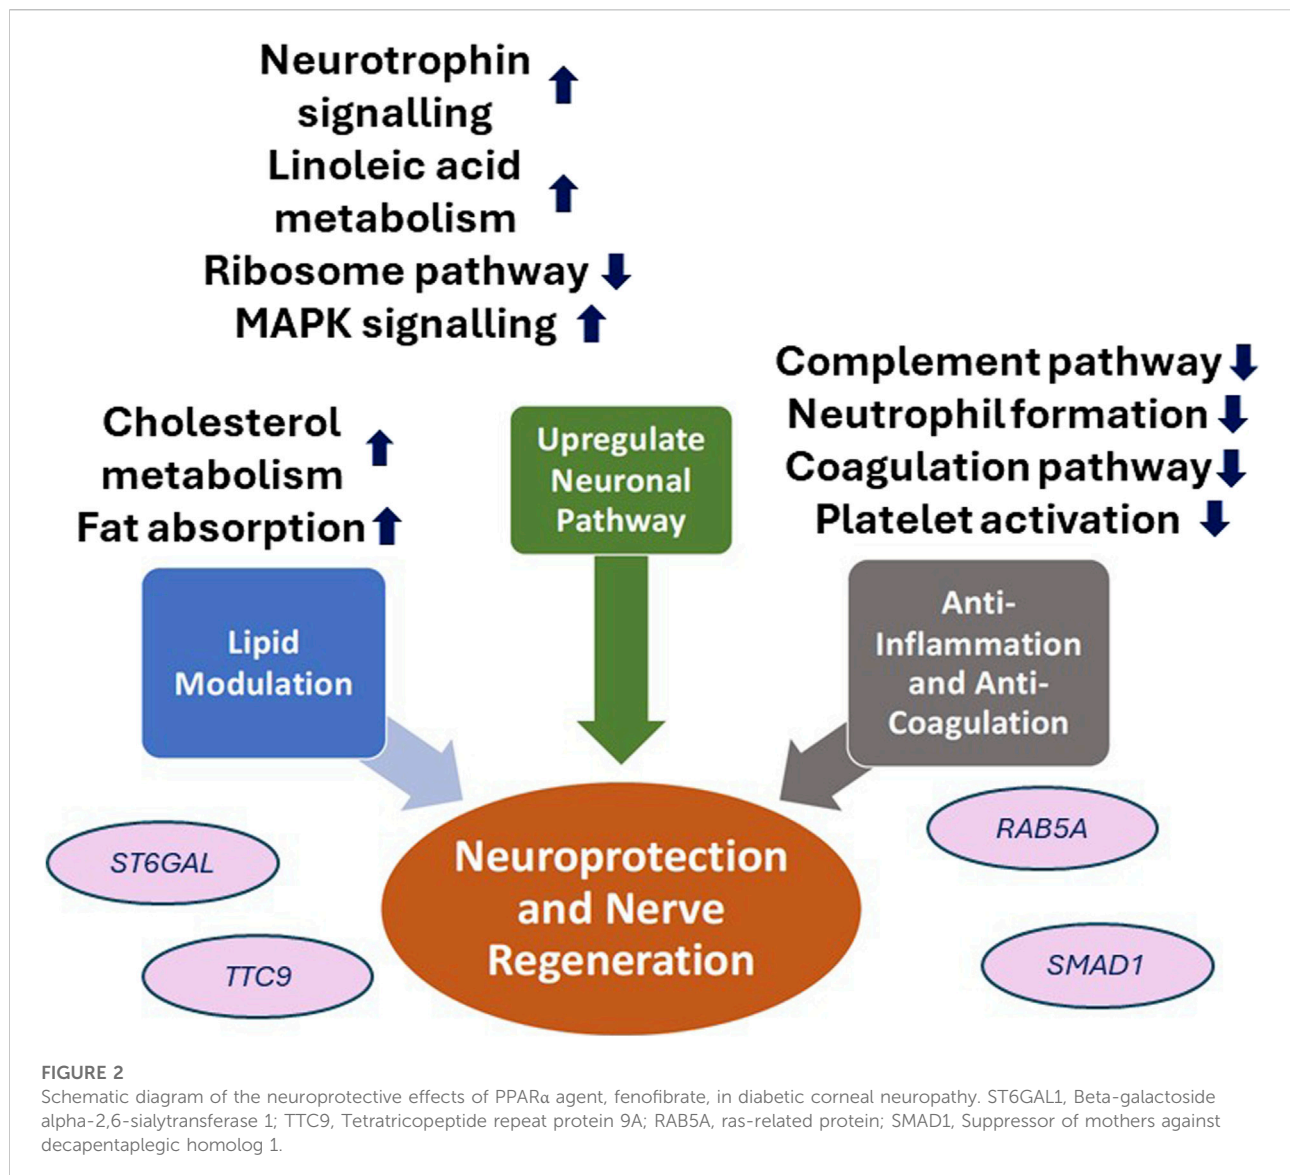 Neurotrophin
signalling
Linoleic acid
metabolism
Ribosome pathway
MAPK signalling
Complement pathway
Neutrophil formation
Coagulation pathway
Platelet activation
Cholesterol
metabolism
Fat absorption
Upregulate
Neuronal
Pathway
Lipid
Modulation
Anti-
Inflammation
and Anti-
Coagulation
Neuroprotection
and Nerve
Regeneration
ST6GAL
TTC9
RAB5A
SMAD1
FIGURE 2
Schematic diagram of the neuroprotective effects of PPARα agent, fenofibrate, in diabetic corneal neuropathy. ST6GAL1, Beta-galactoside
alpha-2,6-sialytransferase 1; TTC9, Tetratricopeptide repeat protein 9A; RAB5A, ras-related protein; SMAD1, Suppressor of mothers against
decapentaplegic homolog 1.